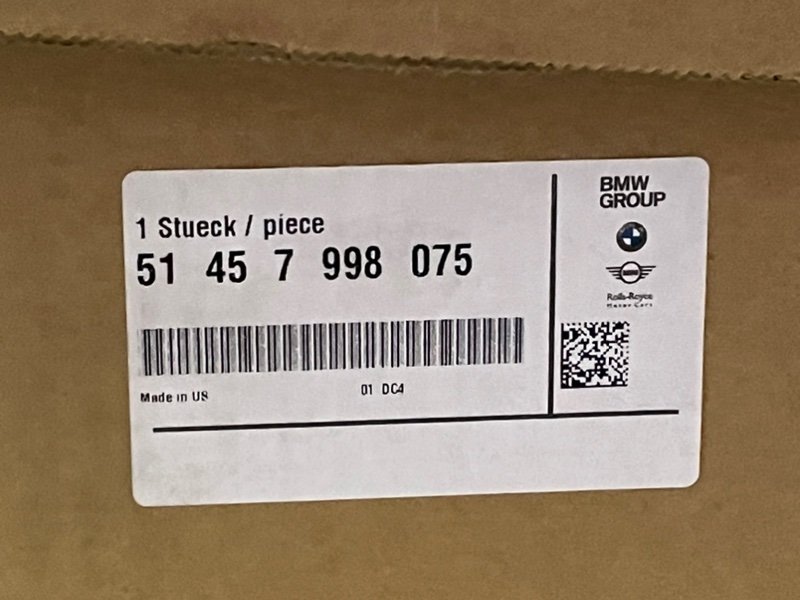 1 Stueck / piece
51 45 7 998 075
Made in US
01 DC4
BMW
GROUP
Rolls-Royce
Motor Cars